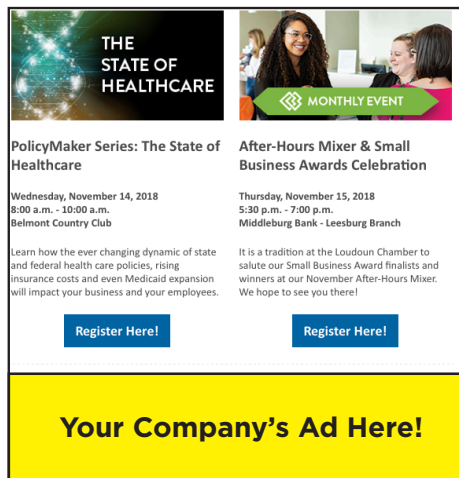 THE
STATE OF
HEALTHCARE
MONTHLY EVENT
PolicyMaker Series: The State of
Healthcare
Wednesday, November 14, 2018
8:00 a.m. - 10:00 a.m.
Belmont Country Club
Learn how the ever changing dynamic of state
and federal health care policies, rising
insurance costs and even Medicaid expansion
will impact your business and your employees.
Register Here!
After-Hours Mixer & Small
Business Awards Celebration
Thursday, November 15, 2018
5:30 p.m. - 7:00 p.m.
Middleburg Bank - Leesburg Branch
It is a tradition at the Loudoun Chamber to
salute our Small Business Award finalists and
winners at our November After-Hours Mixer.
We hope to see you there!
Register Here!
Your Company’s Ad Here!